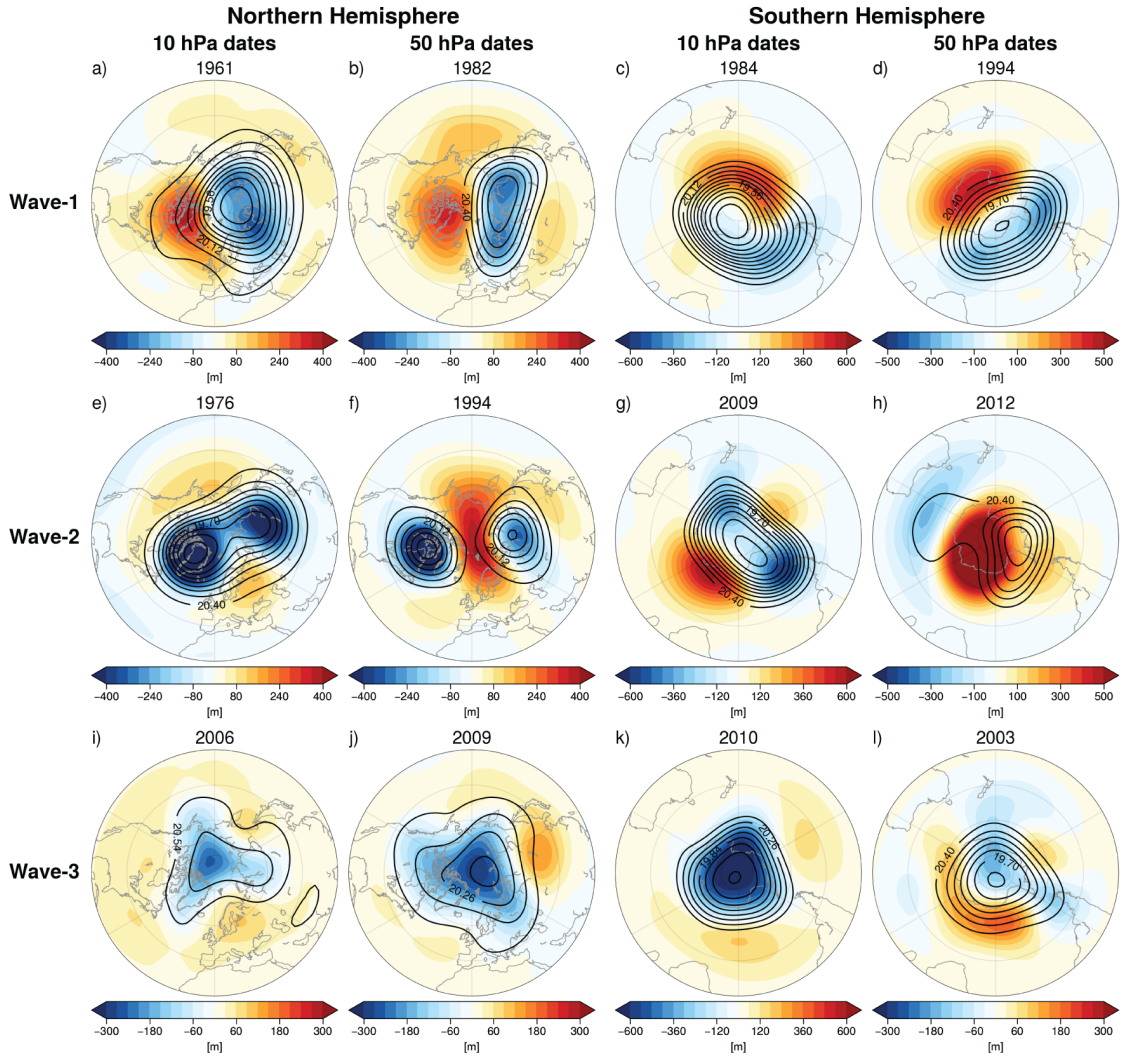 Northern Hemisphere Southern Hemisphere
10 hPa dates 50 hPa dates 10 hPa dates 50 hPa dates
a) 1961 b) 1982 c) 1984 d) 1994
Wave-1
19.56 20.12
20.40
20.12 19.56
20.40 19.70
−400 −240 −80 80 240 400 −400 −240 −80 80 240 400 −600 −360 −120 120 360 600 −500 −300 −100 100 300 500
[m] [m] [m] [m]
e) 1976 f) 1994 g) 2009 h) 2012
Wave-2
19.70 20.40
20.12 20.12
19.70 20.40
20.40
−400 −240 −80 80 240 400 −400 −240 −80 80 240 400 −600 −360 −120 120 360 600 −500 −300 −100 100 300 500
[m] [m] [m] [m]
i) 2006 j) 2009 k) 2010 l) 2003
Wave-3
20.54
20.26
19.84 20.26
20.40 19.70
−300 −180 −60 60 180 300 −300 −180 −60 60 180 300 −600 −360 −120 120 360 600 −300 −180 −60 60 180 300
[m] [m] [m] [m]